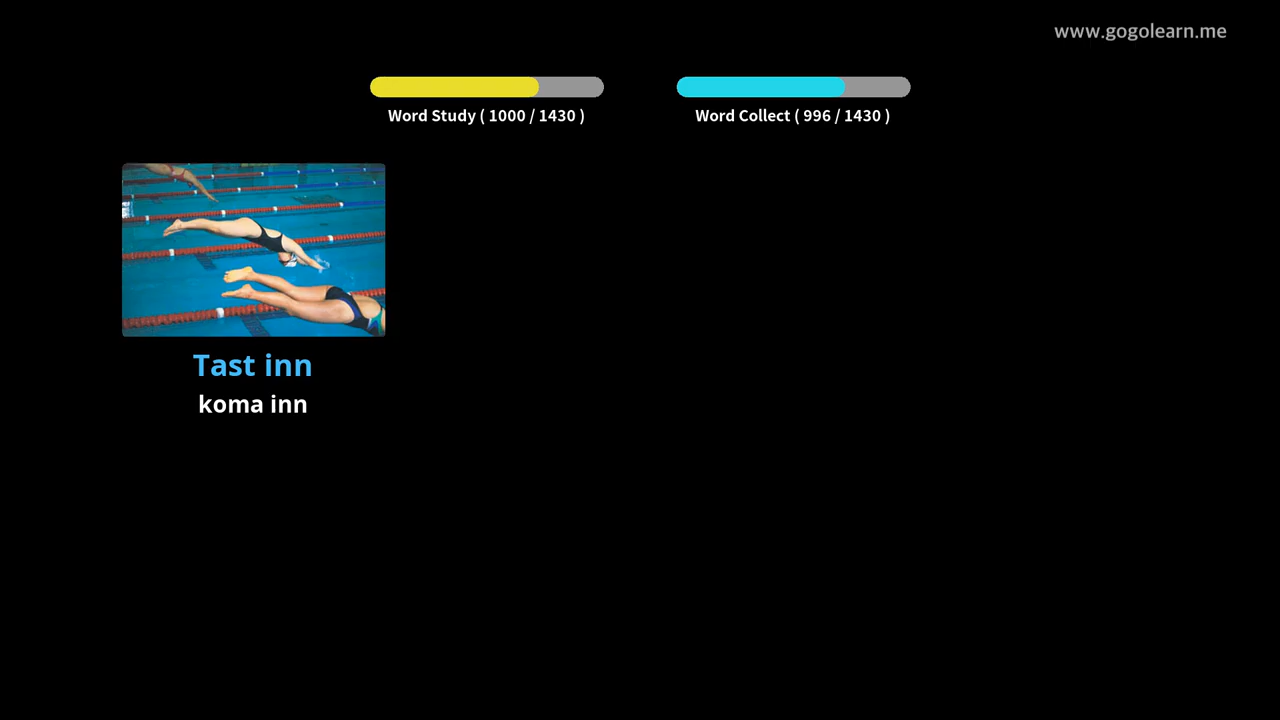 www.gogolearn.me
Word Study ( 1000 / 1430 )
Word Collect ( 996 / 1430 )
Tast inn
koma inn